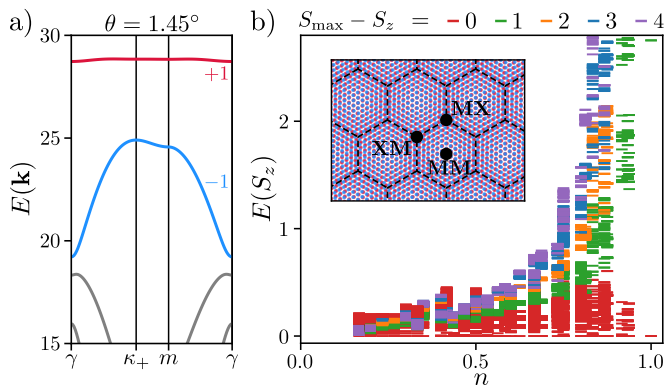 a)
θ = 1.45°
E(k)
30
25
20
15
+1
−1
γ
κ₊
m
γ
b)
S_max − S_z = 0 1 2 3 4
E(S_z)
2
1
0
MX
XM
MM
0.0
0.5
1.0
n